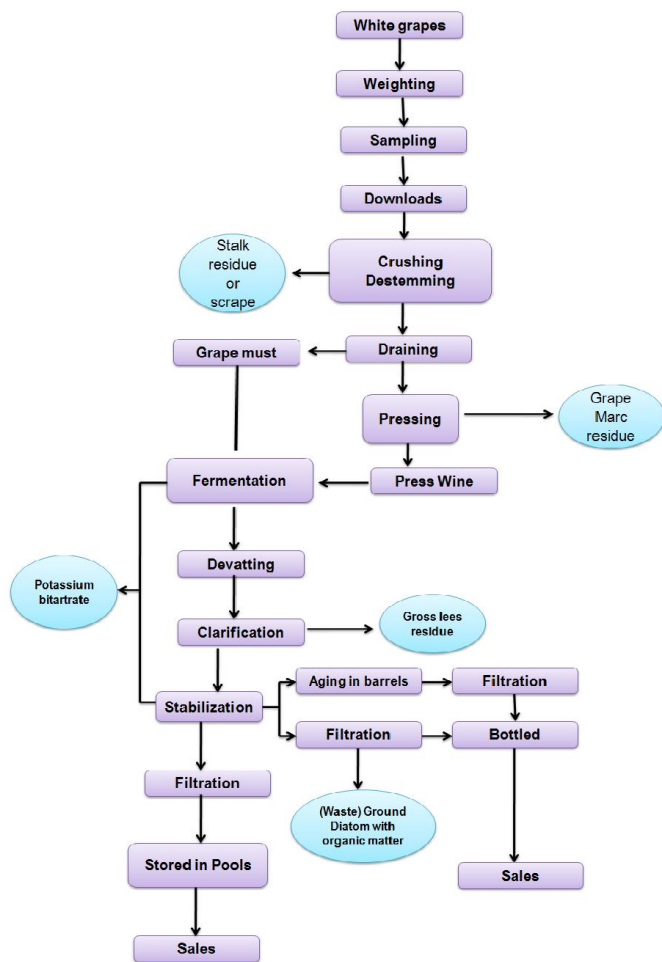 White grapes
Weighting
Sampling
Downloads
Stalk
residue
or
scrape
Crushing
Destemming
Grape must
Draining
Pressing
Grape
Marc
residue
Fermentation
Press Wine
Devatting
Potassium
bitartrate
Clarification
Gross lees
residue
Aging in barrels
Filtration
Stabilization
Filtration
Bottled
Filtration
(Waste) Ground
Diatom with
organic matter
Stored in Pools
Sales
Sales